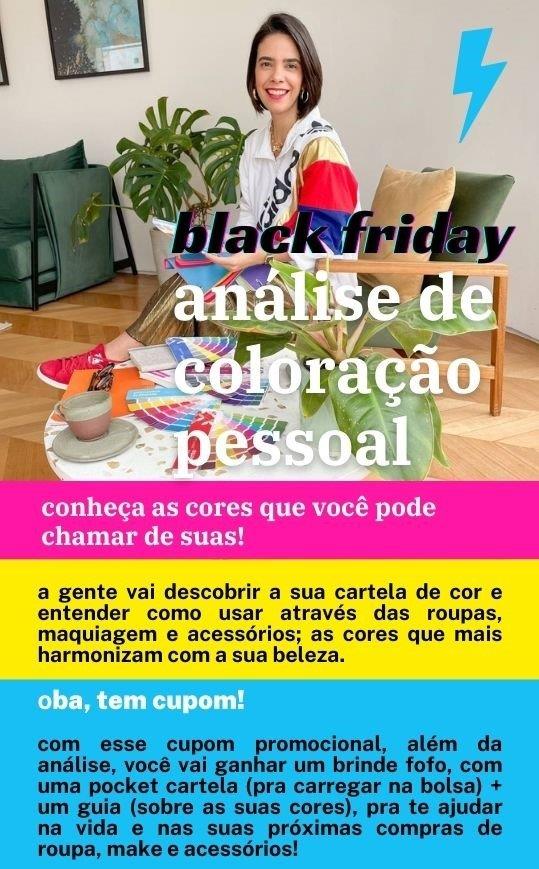 adidas
black friday
análise de
coloração
pessoal
conheça as cores que você pode
chamar de suas!
a gente vai descobrir a sua cartela de cor e
entender como usar através das roupas,
maquiagem e acessórios; as cores que mais
harmonizam com a sua beleza.
oba, tem cupom!
com esse cupom promocional, além da
análise, você vai ganhar um brinde fofo, com
uma pocket cartela (pra carregar na bolsa) +
um guia (sobre as suas cores), pra te ajudar
na vida e nas suas próximas compras de
roupa, make e acessórios!